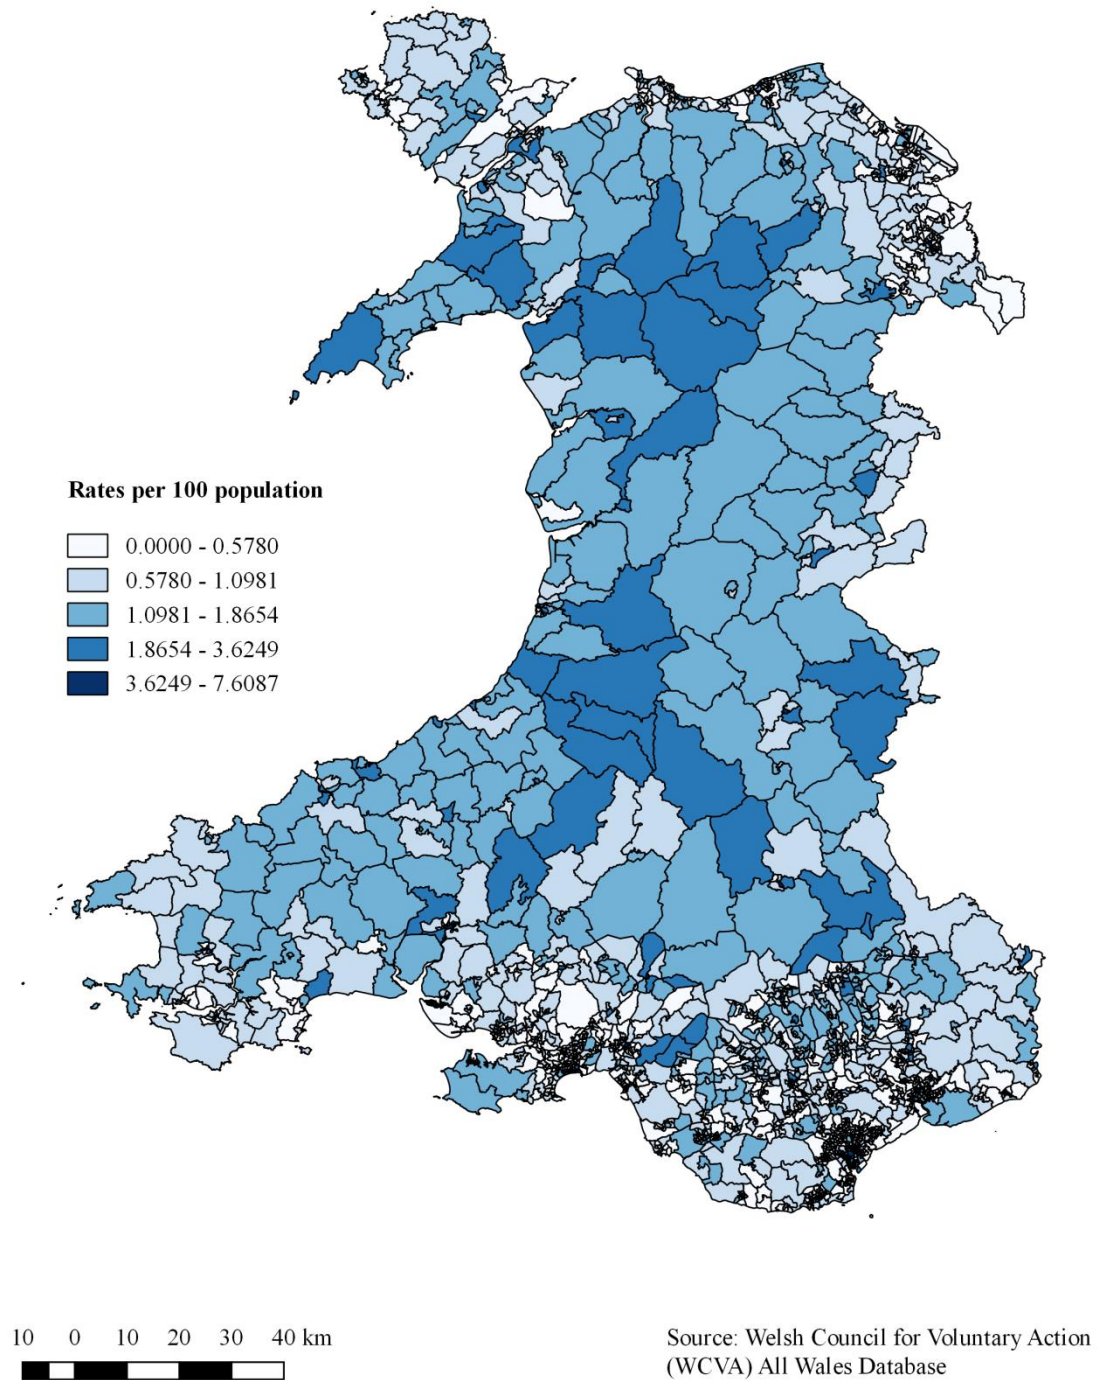 Rates per 100 population
0.0000 - 0.5780
0.5780 - 1.0981
1.0981 - 1.8654
1.8654 - 3.6249
3.6249 - 7.6087
10 0 10 20 30 40 km
Source: Welsh Council for Voluntary Action
(WCVA) All Wales Database